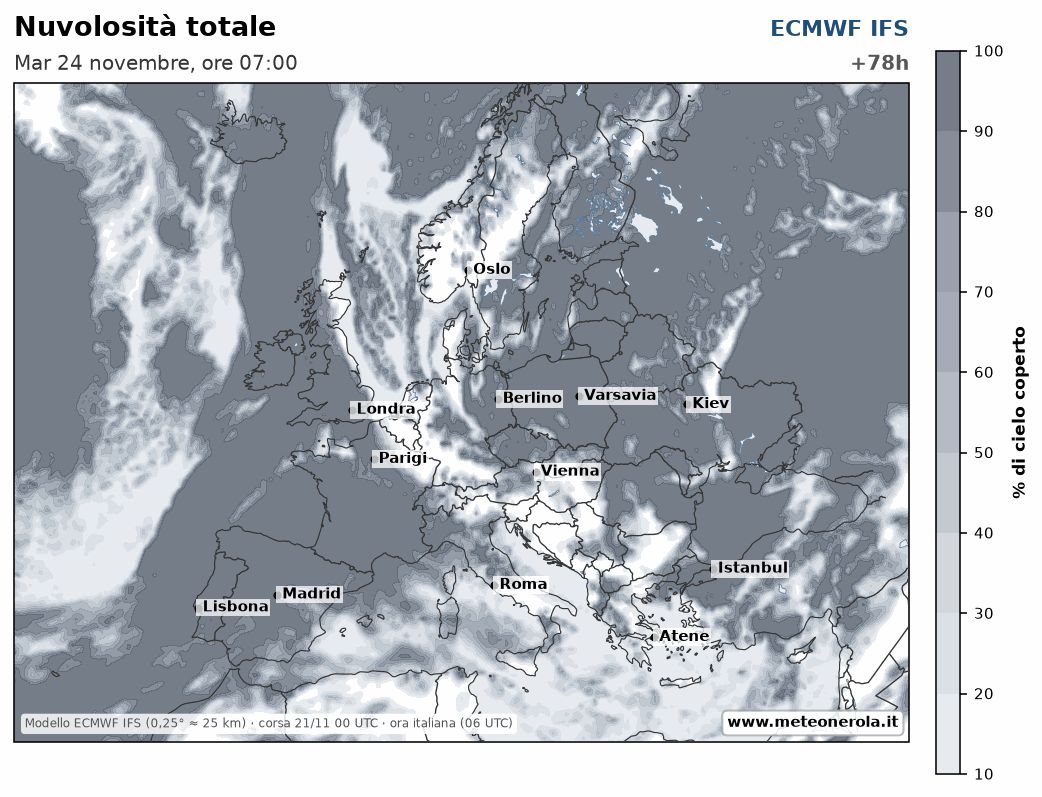 Nuvolosità totale
ECMWF IFS
Mar 24 novembre, ore 07:00
+78h
100
90
80
70
60
50
40
30
20
10
% di cielo coperto
Oslo
Berlino
Varsavia
Kiev
Londra
Parigi
Vienna
Istanbul
Roma
Madrid
Lisbona
Atene
Modello ECMWF IFS (0,25° ≈ 25 km) · corsa 21/11 00 UTC · ora italiana (06 UTC)
www.meteonerola.it